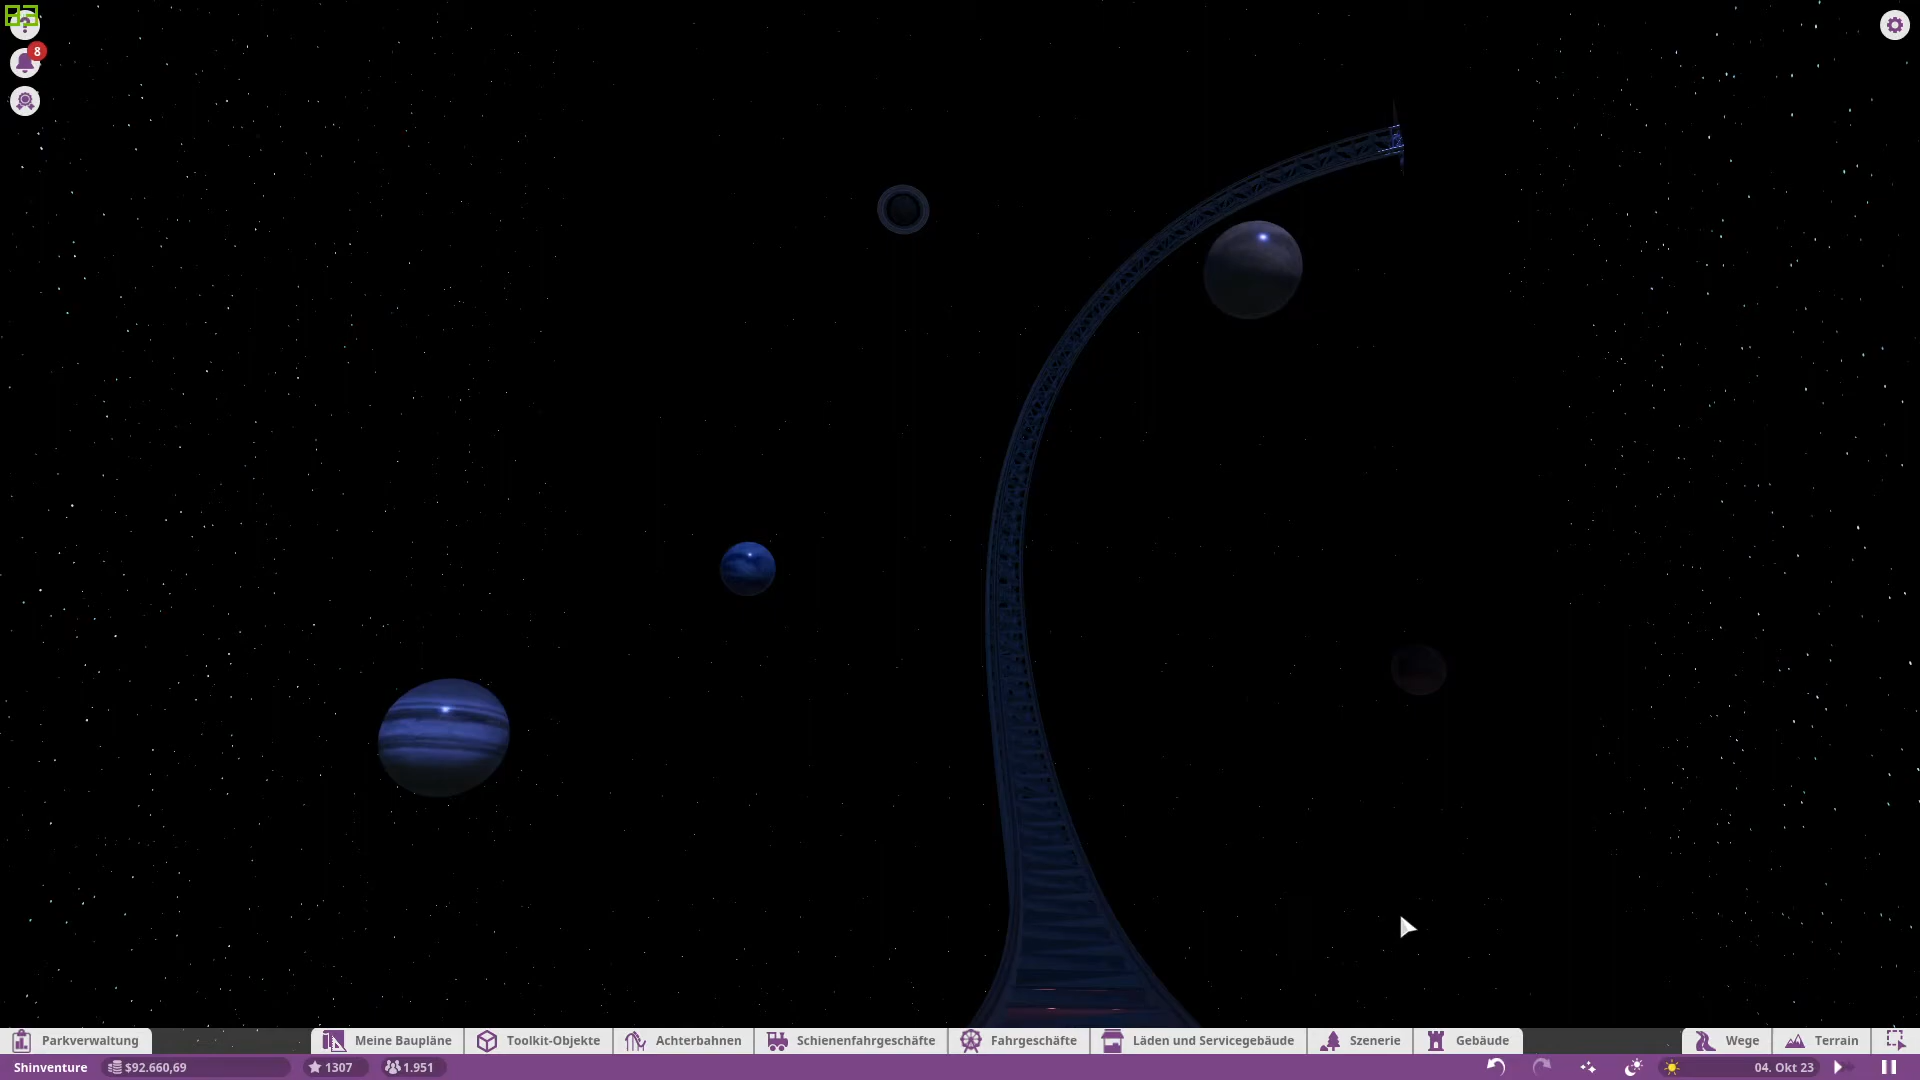 83
?
8
Parkverwaltung
Meine Baupläne
Toolkit-Objekte
Achterbahnen
Schienenfahrgeschäfte
Fahrgeschäfte
Läden und Servicegebäude
Szenerie
Gebäude
Wege
Terrain
Shinventure
$92.660,69
1307
1.951
04. Okt 23